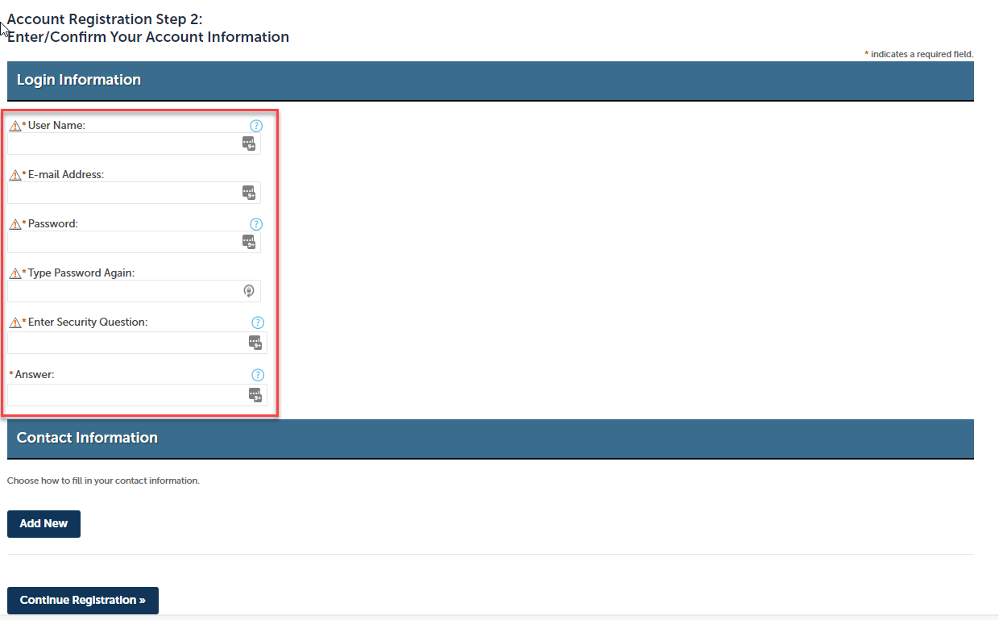 Account Registration Step 2:
Enter/Confirm Your Account Information
* indicates a required field.
Login Information
* User Name:
* E-mail Address:
* Password:
* Type Password Again:
* Enter Security Question:
* Answer:
Contact Information
Choose how to fill in your contact information.
Add New
Continue Registration »